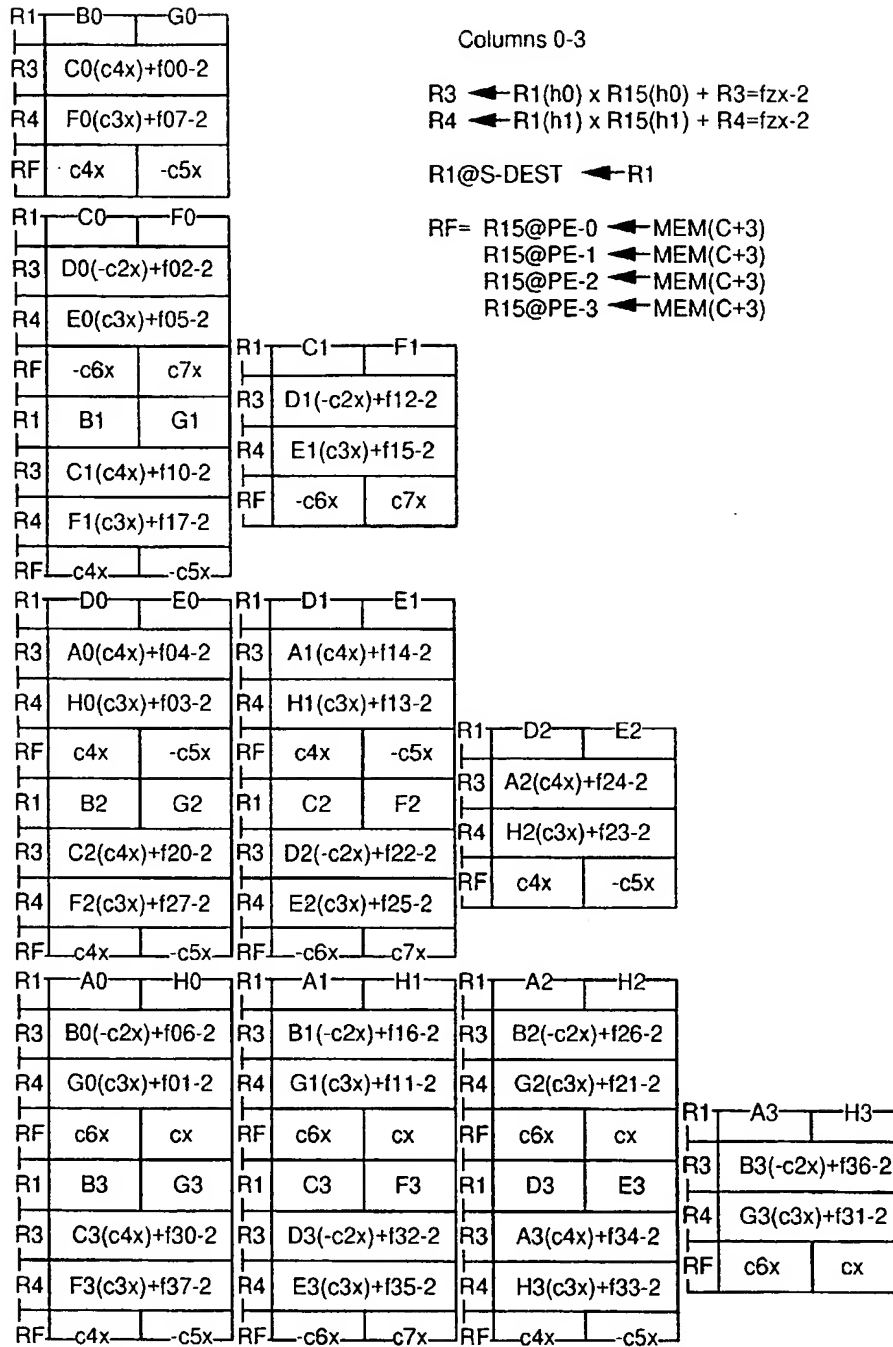 R1 B0 G0
R3 C0(c4x)+f00-2
R4 F0(c3x)+f07-2
RF c4x -c5x
Columns 0-3
R3 ◄─ R1(h0) x R15(h0) + R3=fzx-2
R4 ◄─ R1(h1) x R15(h1) + R4=fzx-2
R1@S-DEST ◄─ R1
RF= R15@PE-0 ◄─ MEM(C+3)
R15@PE-1 ◄─ MEM(C+3)
R15@PE-2 ◄─ MEM(C+3)
R15@PE-3 ◄─ MEM(C+3)
R1 C0 F0
R3 D0(-c2x)+f02-2
R4 E0(c3x)+f05-2
RF -c6x c7x
R1 B1 G1
R3 C1(c4x)+f10-2
R4 F1(c3x)+f17-2
RF c4x -c5x
R1 C1 F1
R3 D1(-c2x)+f12-2
R4 E1(c3x)+f15-2
RF -c6x c7x
R1 D0 E0
R3 A0(c4x)+f04-2
R4 H0(c3x)+f03-2
RF c4x -c5x
R1 B2 G2
R3 C2(c4x)+f20-2
R4 F2(c3x)+f27-2
RF c4x -c5x
R1 D1 E1
R3 A1(c4x)+f14-2
R4 H1(c3x)+f13-2
RF c4x -c5x
R1 C2 F2
R3 D2(-c2x)+f22-2
R4 E2(c3x)+f25-2
RF -c6x c7x
R1 D2 E2
R3 A2(c4x)+f24-2
R4 H2(c3x)+f23-2
RF c4x -c5x
R1 A0 H0
R3 B0(-c2x)+f06-2
R4 G0(c3x)+f01-2
RF c6x cx
R1 B3 G3
R3 C3(c4x)+f30-2
R4 F3(c3x)+f37-2
RF c4x -c5x
R1 A1 H1
R3 B1(-c2x)+f16-2
R4 G1(c3x)+f11-2
RF c6x cx
R1 C3 F3
R3 D3(-c2x)+f32-2
R4 E3(c3x)+f35-2
RF -c6x c7x
R1 A2 H2
R3 B2(-c2x)+f26-2
R4 G2(c3x)+f21-2
RF c6x cx
R1 D3 E3
R3 A3(c4x)+f34-2
R4 H3(c3x)+f33-2
RF c4x -c5x
R1 A3 H3
R3 B3(-c2x)+f36-2
R4 G3(c3x)+f31-2
RF c6x cx